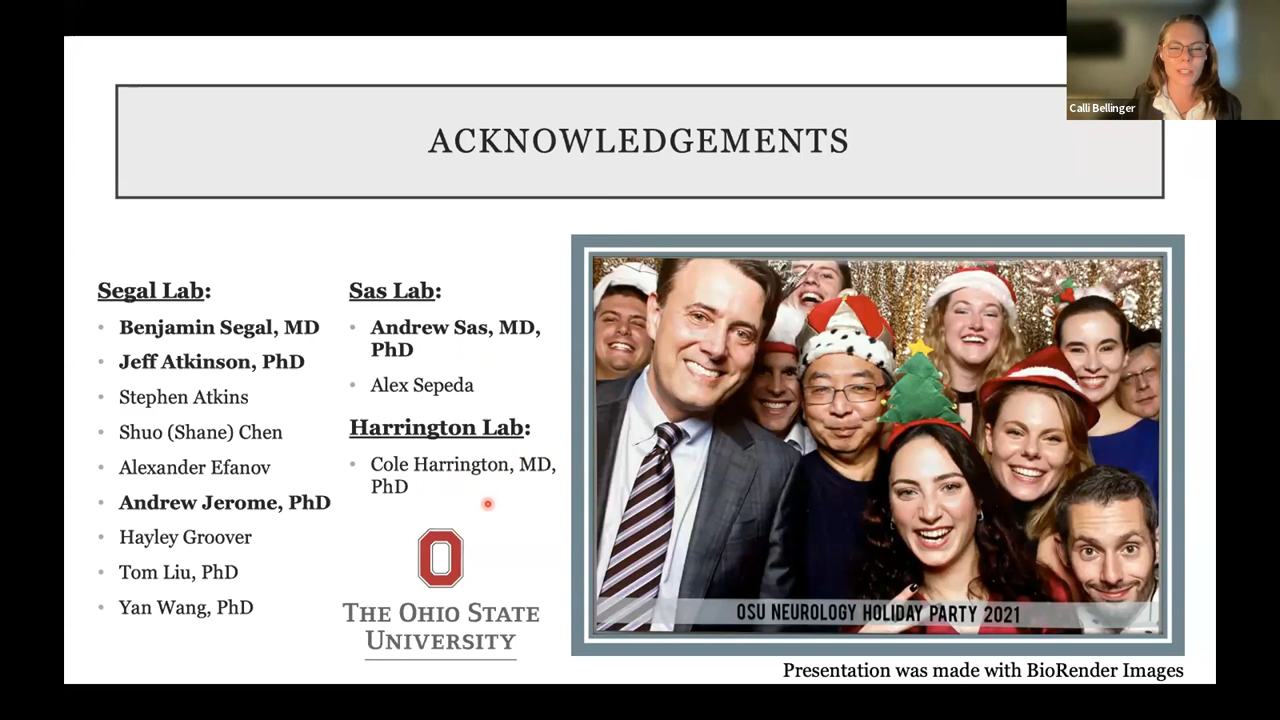 Calli Bellinger
ACKNOWLEDGEMENTS
Segal Lab:
Benjamin Segal, MD
Jeff Atkinson, PhD
Stephen Atkins
Shuo (Shane) Chen
Alexander Efanov
Andrew Jerome, PhD
Hayley Groover
Tom Liu, PhD
Yan Wang, PhD
Sas Lab:
Andrew Sas, MD,
PhD
Alex Sepeda
Harrington Lab:
Cole Harrington, MD,
PhD
O
THE OHIO STATE
UNIVERSITY
OSU NEUROLOGY HOLIDAY PARTY 2021
Presentation was made with BioRender Images